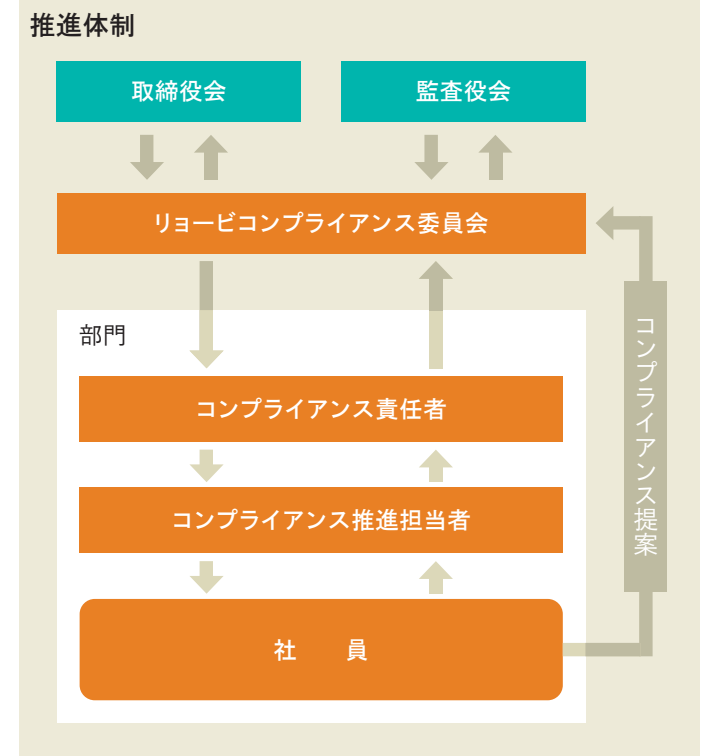 推進体制
取締役会
監査役会
リョービコンプライアンス委員会
部門
コンプライアンス責任者
コンプライアンス推進担当者
社　　員
コンプライアンス提案